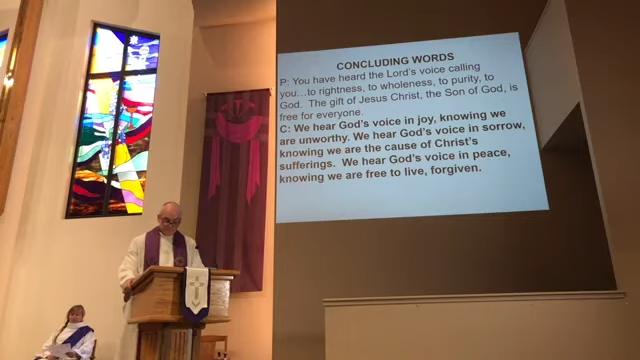 CONCLUDING WORDS
P: You have heard the Lord's voice calling
you…to rightness, to wholeness, to purity, to
God. The gift of Jesus Christ, the Son of God, is
free for everyone.
C: We hear God's voice in joy, knowing we
are unworthy. We hear God's voice in sorrow,
knowing we are the cause of Christ's
sufferings. We hear God's voice in peace,
knowing we are free to live, forgiven.